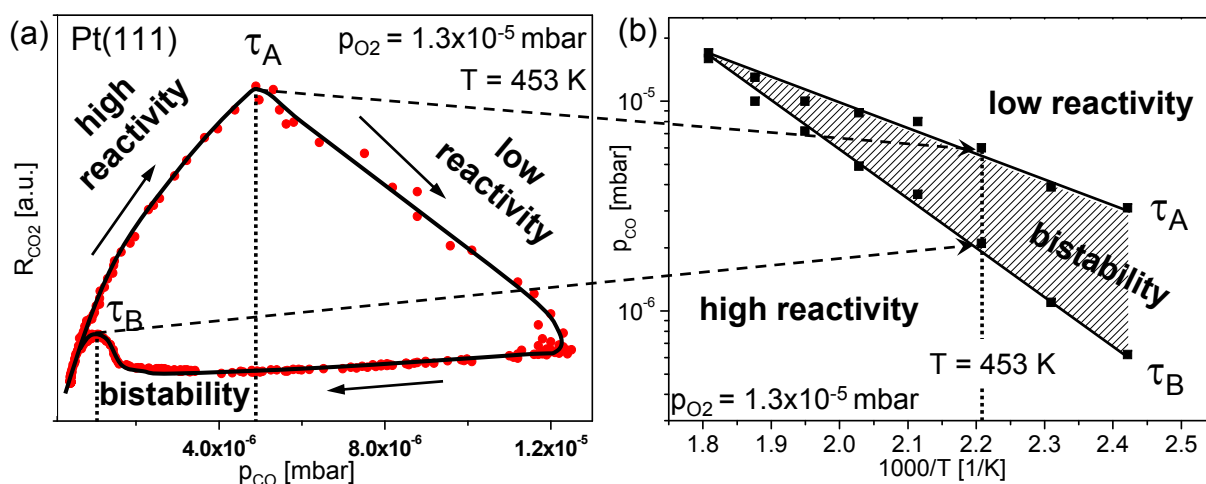 (a)
Pt(111)
τA
pO2 = 1.3x10-5 mbar
T = 453 K
high
reactivity
low
reactivity
RCO2 [a.u.]
τB
bistability
4.0x10-6
8.0x10-6
1.2x10-5
pCO [mbar]
(b)
10-5
10-6
pCO [mbar]
low reactivity
τA
bistability
high reactivity
T = 453 K
τB
pO2 = 1.3x10-5 mbar
1.8 1.9 2.0 2.1 2.2 2.3 2.4 2.5
1000/T [1/K]